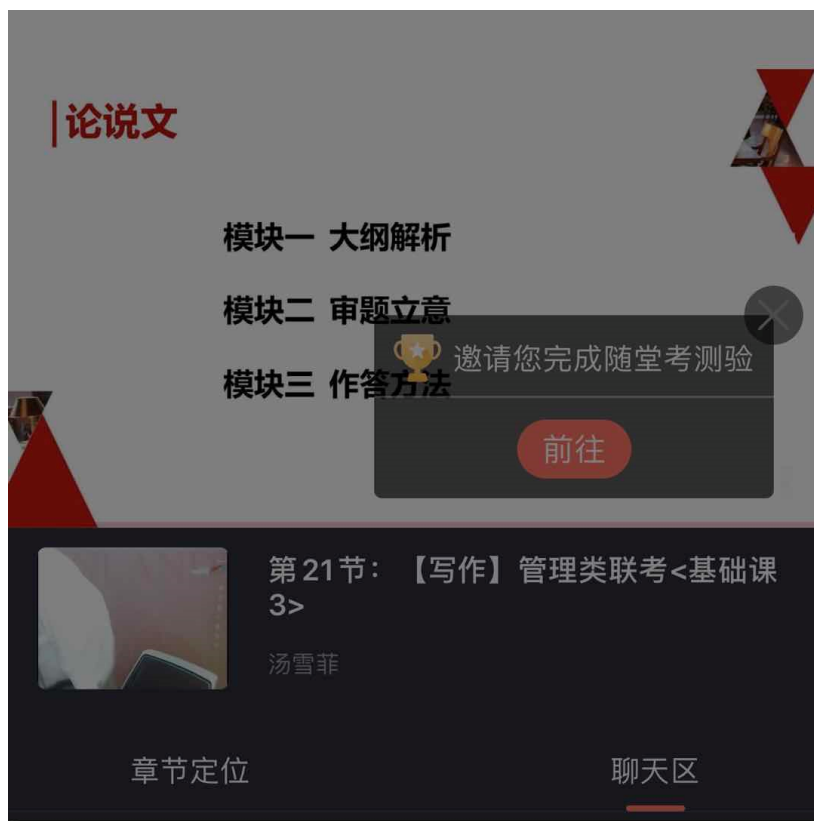 论说文
模块一 大纲解析
模块二 审题立意
模块三 作答方法
邀请您完成随堂考测验
前往
第21节：【写作】管理类联考<基础课
3>
汤雪菲
章节定位
聊天区